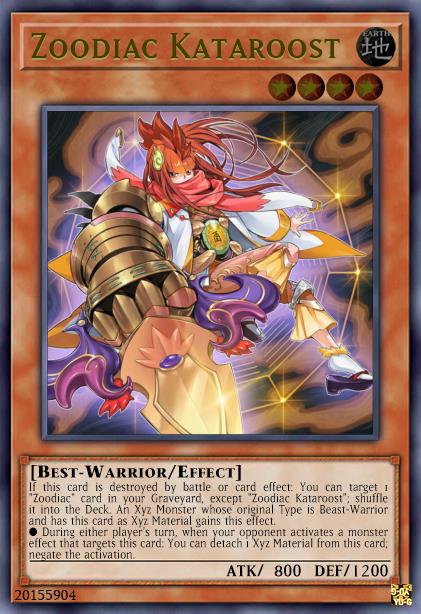 Zoodiac Kataroost
EARTH
地
酉
[Best-Warrior/Effect]
If this card is destroyed by battle or card effect: You can target 1
"Zoodiac" card in your Graveyard, except "Zoodiac Kataroost"; shuffle
it into the Deck. An Xyz Monster whose original Type is Beast-Warrior
and has this card as Xyz Material gains this effect.
● During either player's turn, when your opponent activates a monster
effect that targets this card: You can detach 1 Xyz Material from this card;
negate the activation.
ATK/ 800 DEF/1200
20155904